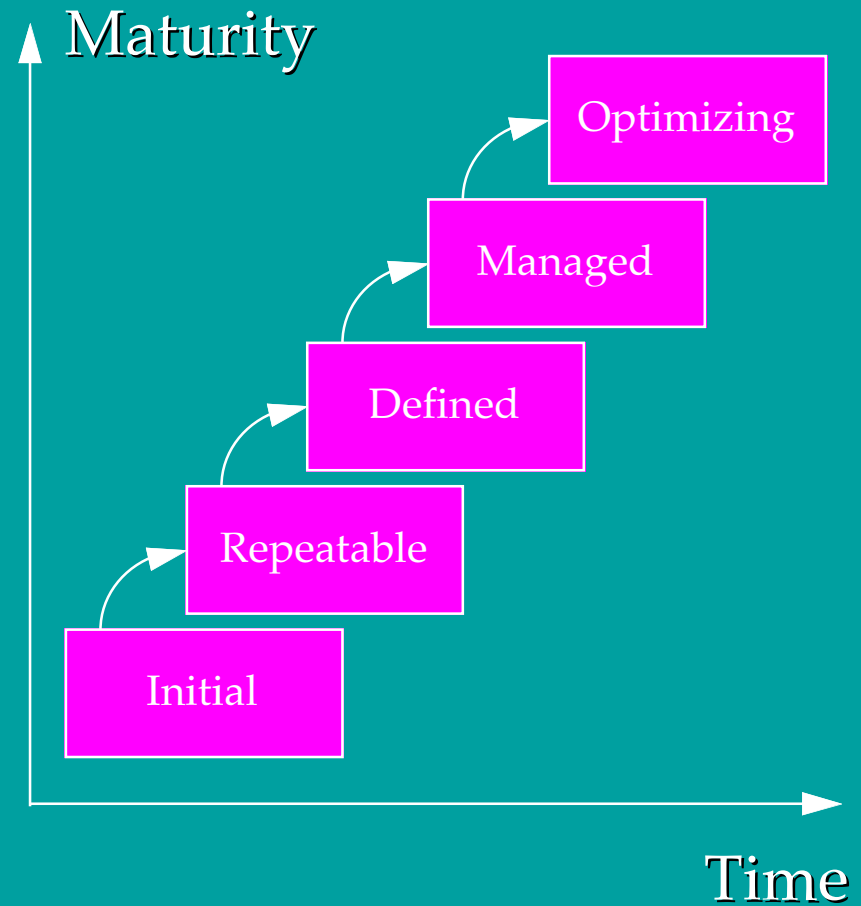 Maturity
Optimizing
Managed
Defined
Repeatable
Initial
Time